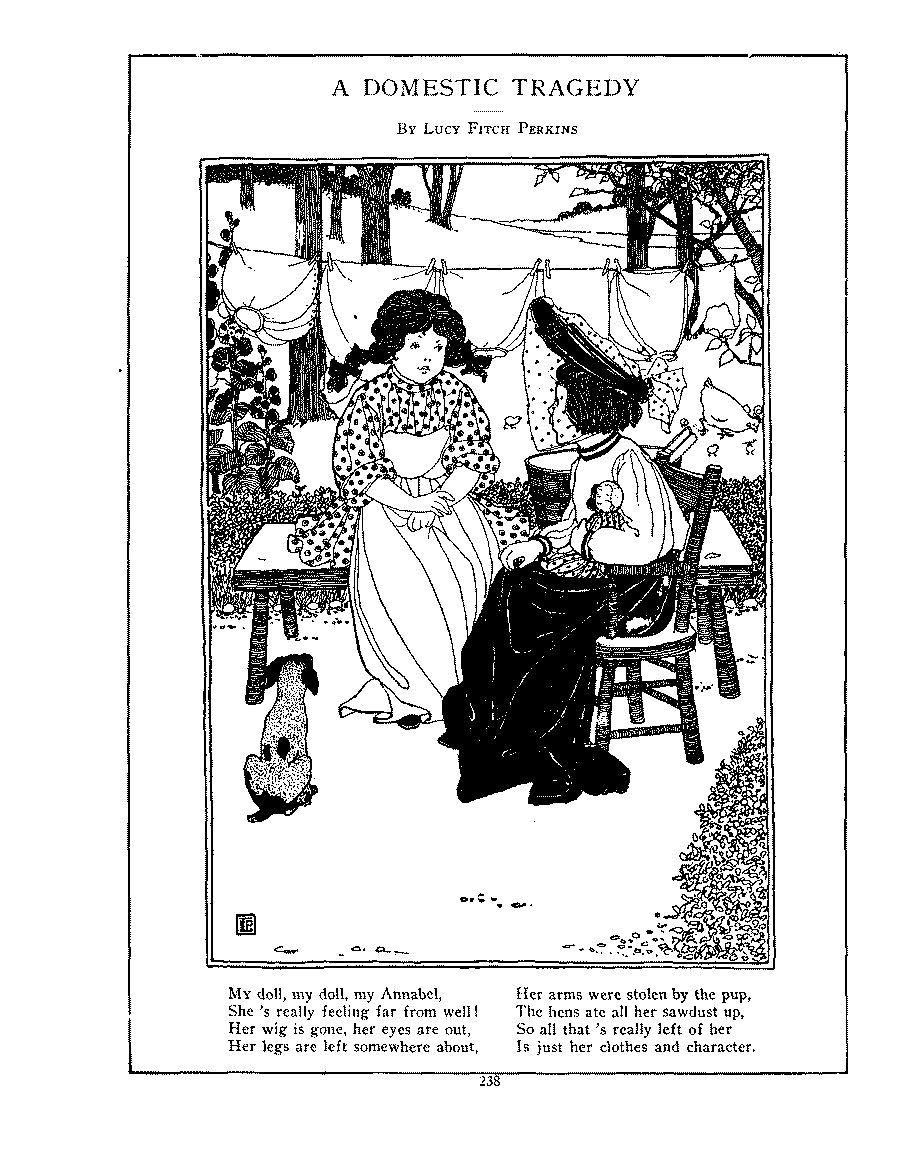 A DOMESTIC TRAGEDY
BY LUCY FITCH PERKINS
MY doll, my doll, my Annabel,
She 's really feeling far from well!
Her wig is gone, her eyes are out,
Her legs are left somewhere about,
Her arms were stolen by the pup,
The hens ate all her sawdust up,
So all that 's really left of her
Is just her clothes and character.
238